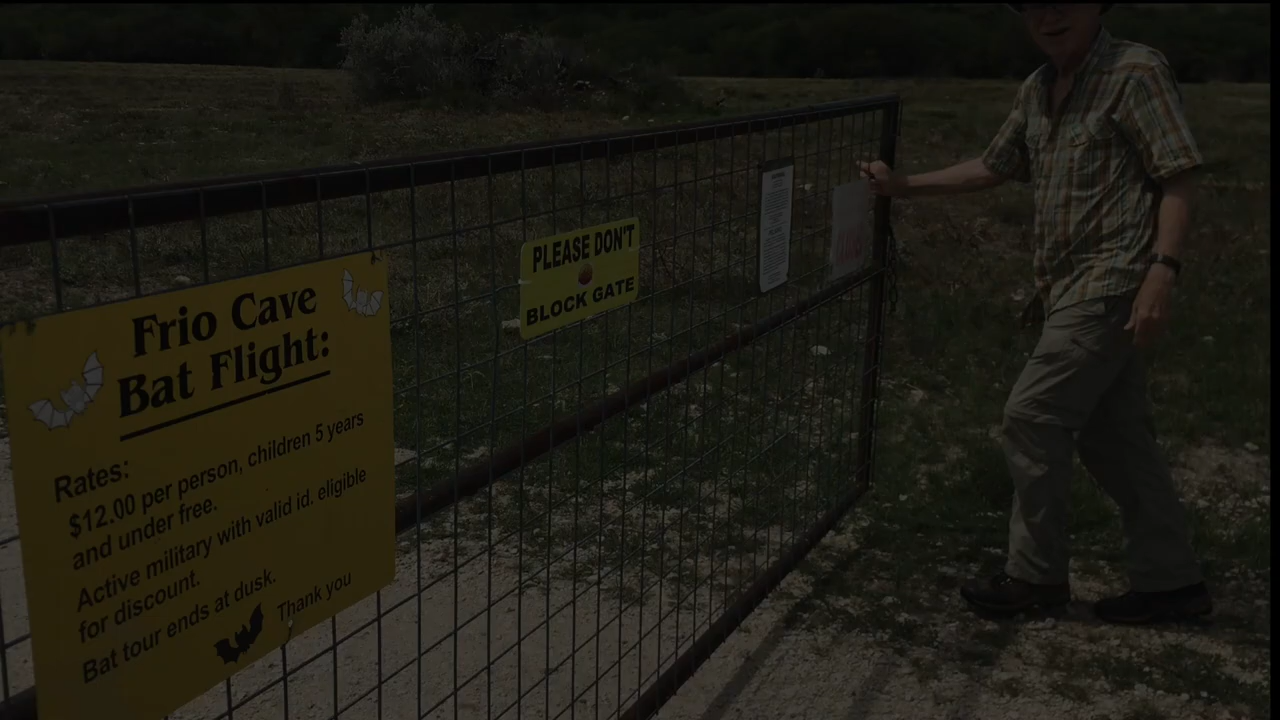 Frio Cave
Bat Flight:
Rates:
$12.00 per person, children 5 years
and under free.
Active military with valid id. eligible
for discount.
Bat tour ends at dusk.
Thank you
PLEASE DON'T
BLOCK GATE